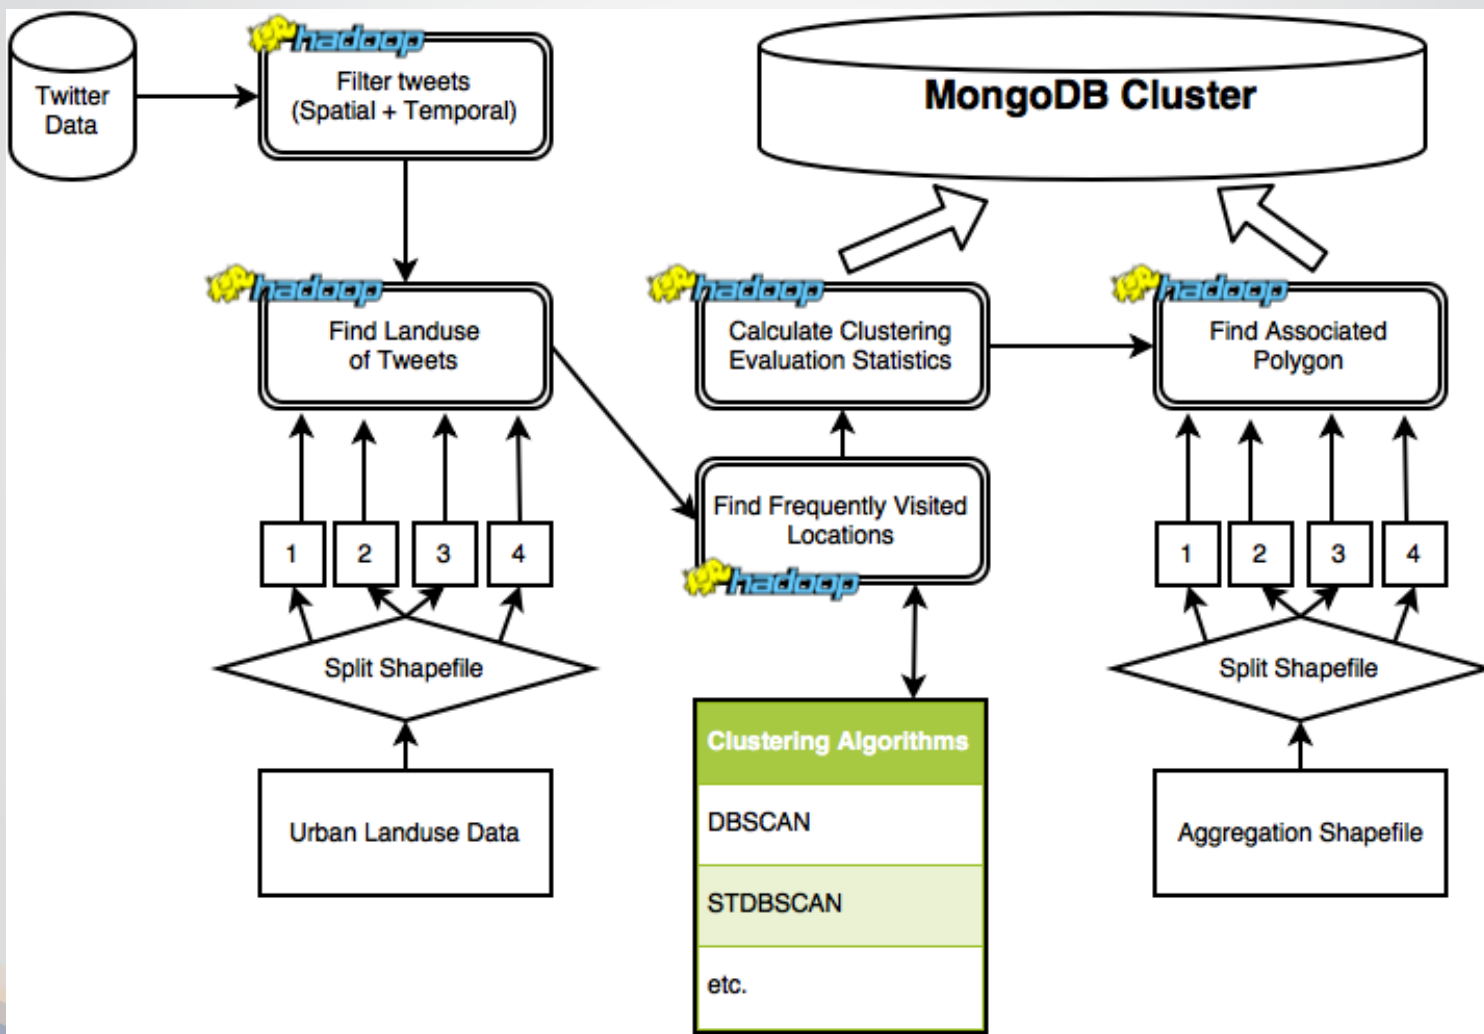 hadoop
Twitter
Data
Filter tweets
(Spatial + Temporal)
MongoDB Cluster
hadoop
Find Landuse
of Tweets
hadoop
Calculate Clustering
Evaluation Statistics
hadoop
Find Associated
Polygon
Find Frequently Visited
Locations
hadoop
1
2
3
4
1
2
3
4
Split Shapefile
Split Shapefile
Clustering Algorithms
DBSCAN
STDBSCAN
etc.
Urban Landuse Data
Aggregation Shapefile